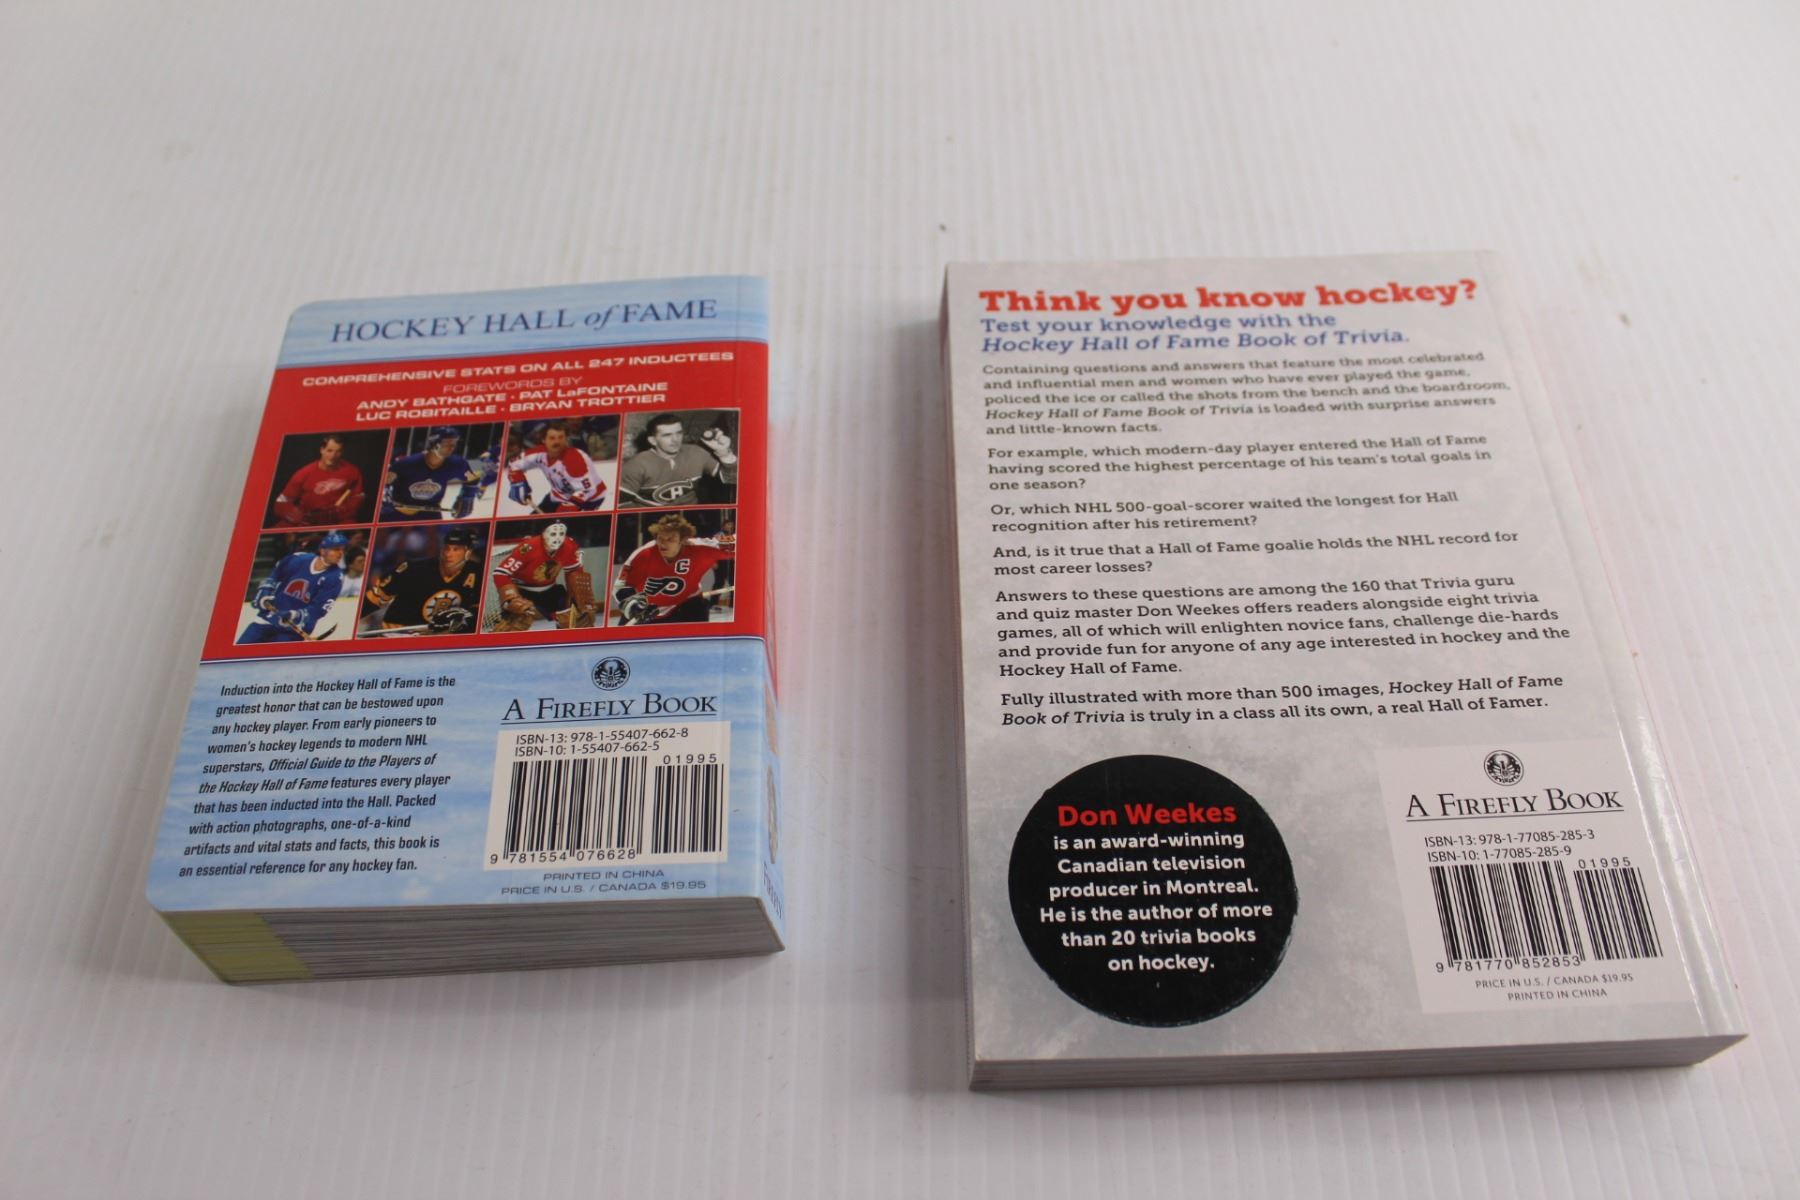 HOCKEY HALL of FAME
COMPREHENSIVE STATS ON ALL 247 INDUCTEES
FOREWORDS BY
ANDY BATHGATE • PAT LaFONTAINE
LUC ROBITAILLE • BRYAN TROTTIER
Induction into the Hockey Hall of Fame is the
greatest honor that can be bestowed upon
any hockey player. From early pioneers to
women's hockey legends to modern NHL
superstars, Official Guide to the Players of
the Hockey Hall of Fame features every player
that has been inducted into the Hall. Packed
with action photographs, one-of-a-kind
artifacts and vital stats and facts, this book is
an essential reference for any hockey fan.
A FIREFLY BOOK
ISBN-13: 978-1-55407-662-8
ISBN-10: 1-55407-662-5
01995
9 781554 076628
PRINTED IN CHINA
PRICE IN U.S. / CANADA $19.95
FIREFLY
Think you know hockey?
Test your knowledge with the
Hockey Hall of Fame Book of Trivia.
Containing questions and answers that feature the most celebrated
and influential men and women who have ever played the game,
policed the ice or called the shots from the bench and the boardroom,
Hockey Hall of Fame Book of Trivia is loaded with surprise answers
and little-known facts.
For example, which modern-day player entered the Hall of Fame
having scored the highest percentage of his team's total goals in
one season?
Or, which NHL 500-goal-scorer waited the longest for Hall
recognition after his retirement?
And, is it true that a Hall of Fame goalie holds the NHL record for
most career losses?
Answers to these questions are among the 160 that Trivia guru
and quiz master Don Weekes offers readers alongside eight trivia
games, all of which will enlighten novice fans, challenge die-hards
and provide fun for anyone of any age interested in hockey and the
Hockey Hall of Fame.
Fully illustrated with more than 500 images, Hockey Hall of Fame
Book of Trivia is truly in a class all its own, a real Hall of Famer.
Don Weekes
is an award-winning
Canadian television
producer in Montreal.
He is the author of more
than 20 trivia books
on hockey.
A FIREFLY BOOK
ISBN-13: 978-1-77085-285-3
ISBN-10: 1-77085-285-9
01995
9 781770 852853
PRICE IN U.S. / CANADA $19.95
PRINTED IN CHINA